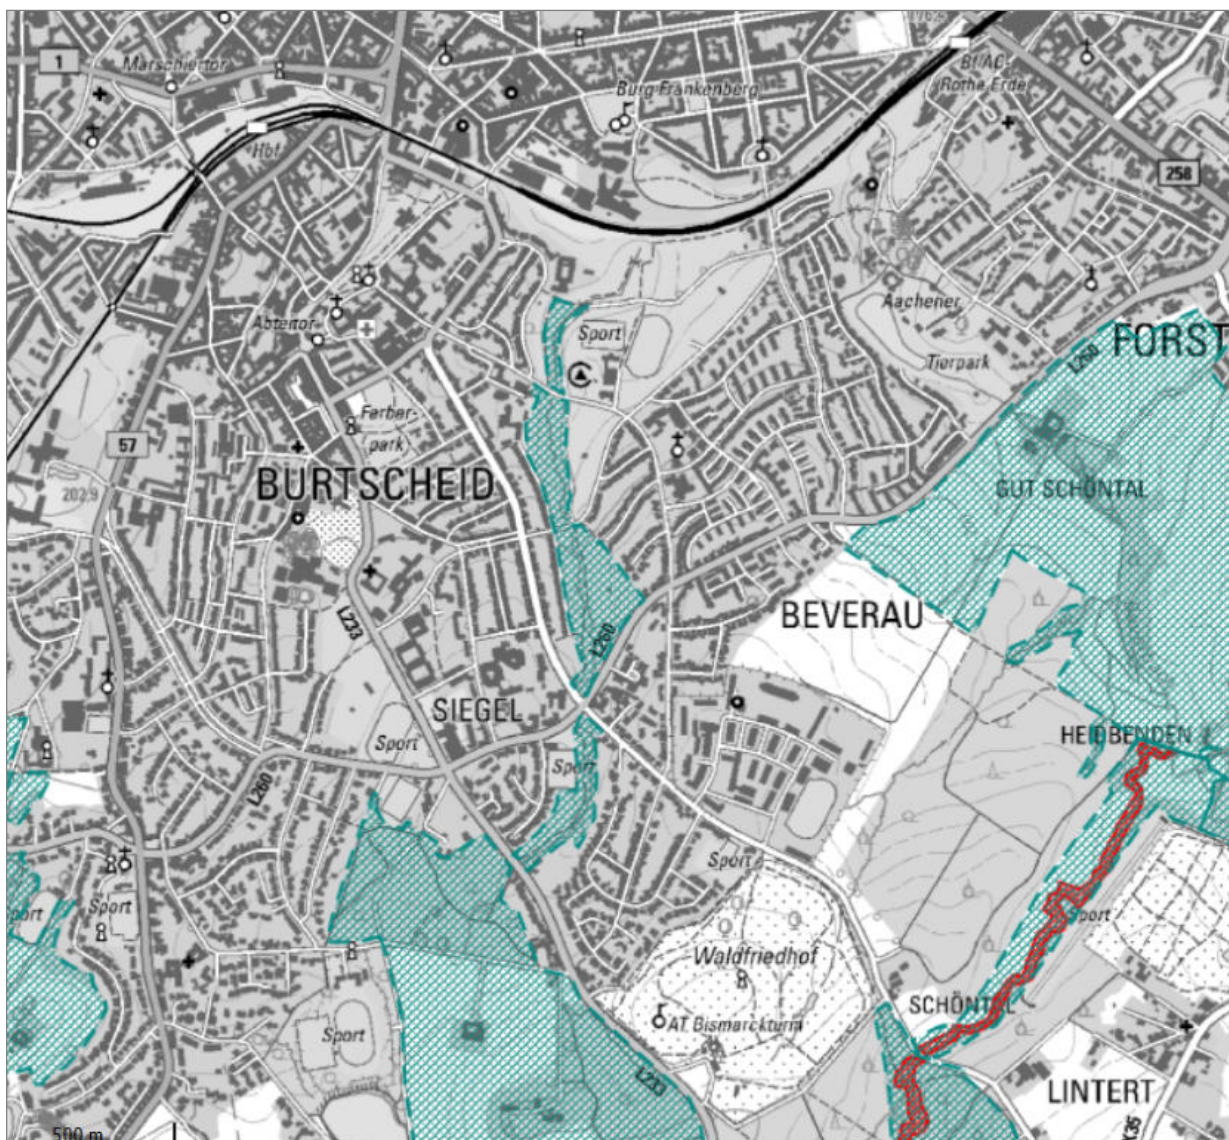 1
Marschiertor
Burg Frankenberg
Bf/AC-
Rothe Erde
Hbf
258
Abteitor
Sport
Aachener
Tierpark
FORST
L260
Ferber-
park
57
202,9
BURTSCHEID
GUT SCHÖNTAL
BEVERAU
L233
L260
SIEGEL
Sport
Sport
HEIDBENDEN
L260
Sport
Sport
Sport
port
Waldfriedhof
SCHÖNTAL
AT Bismarckturm
Sport
L233
LINTERT
K35
500 m